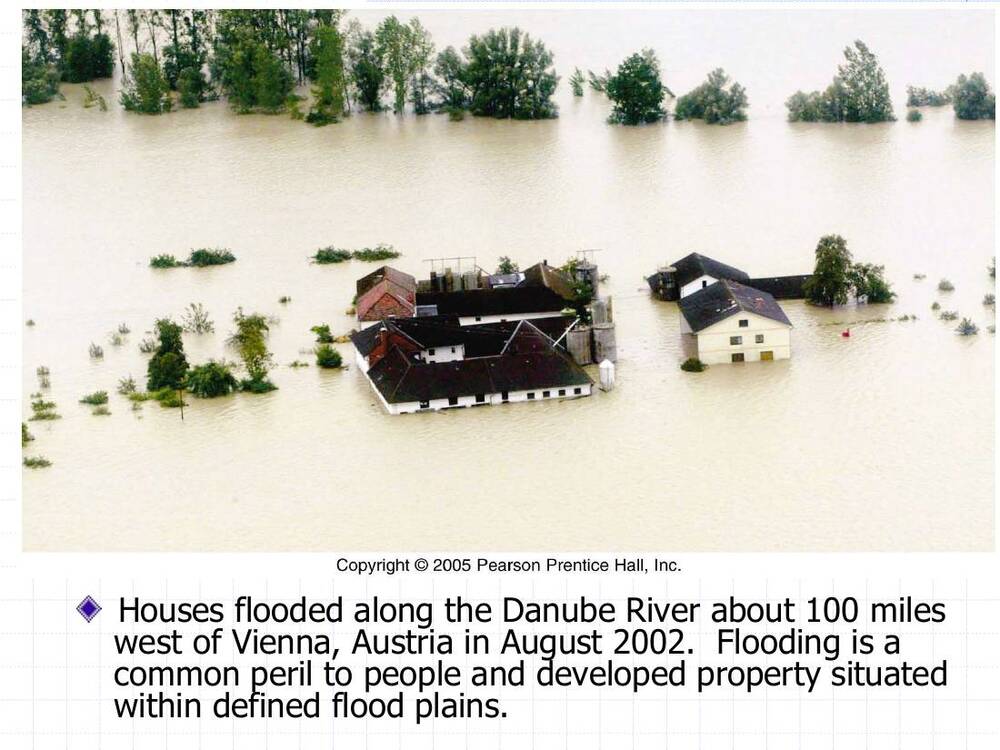 Copyright © 2005 Pearson Prentice Hall, Inc.
Houses flooded along the Danube River about 100 miles
west of Vienna, Austria in August 2002.  Flooding is a
common peril to people and developed property situated
within defined flood plains.